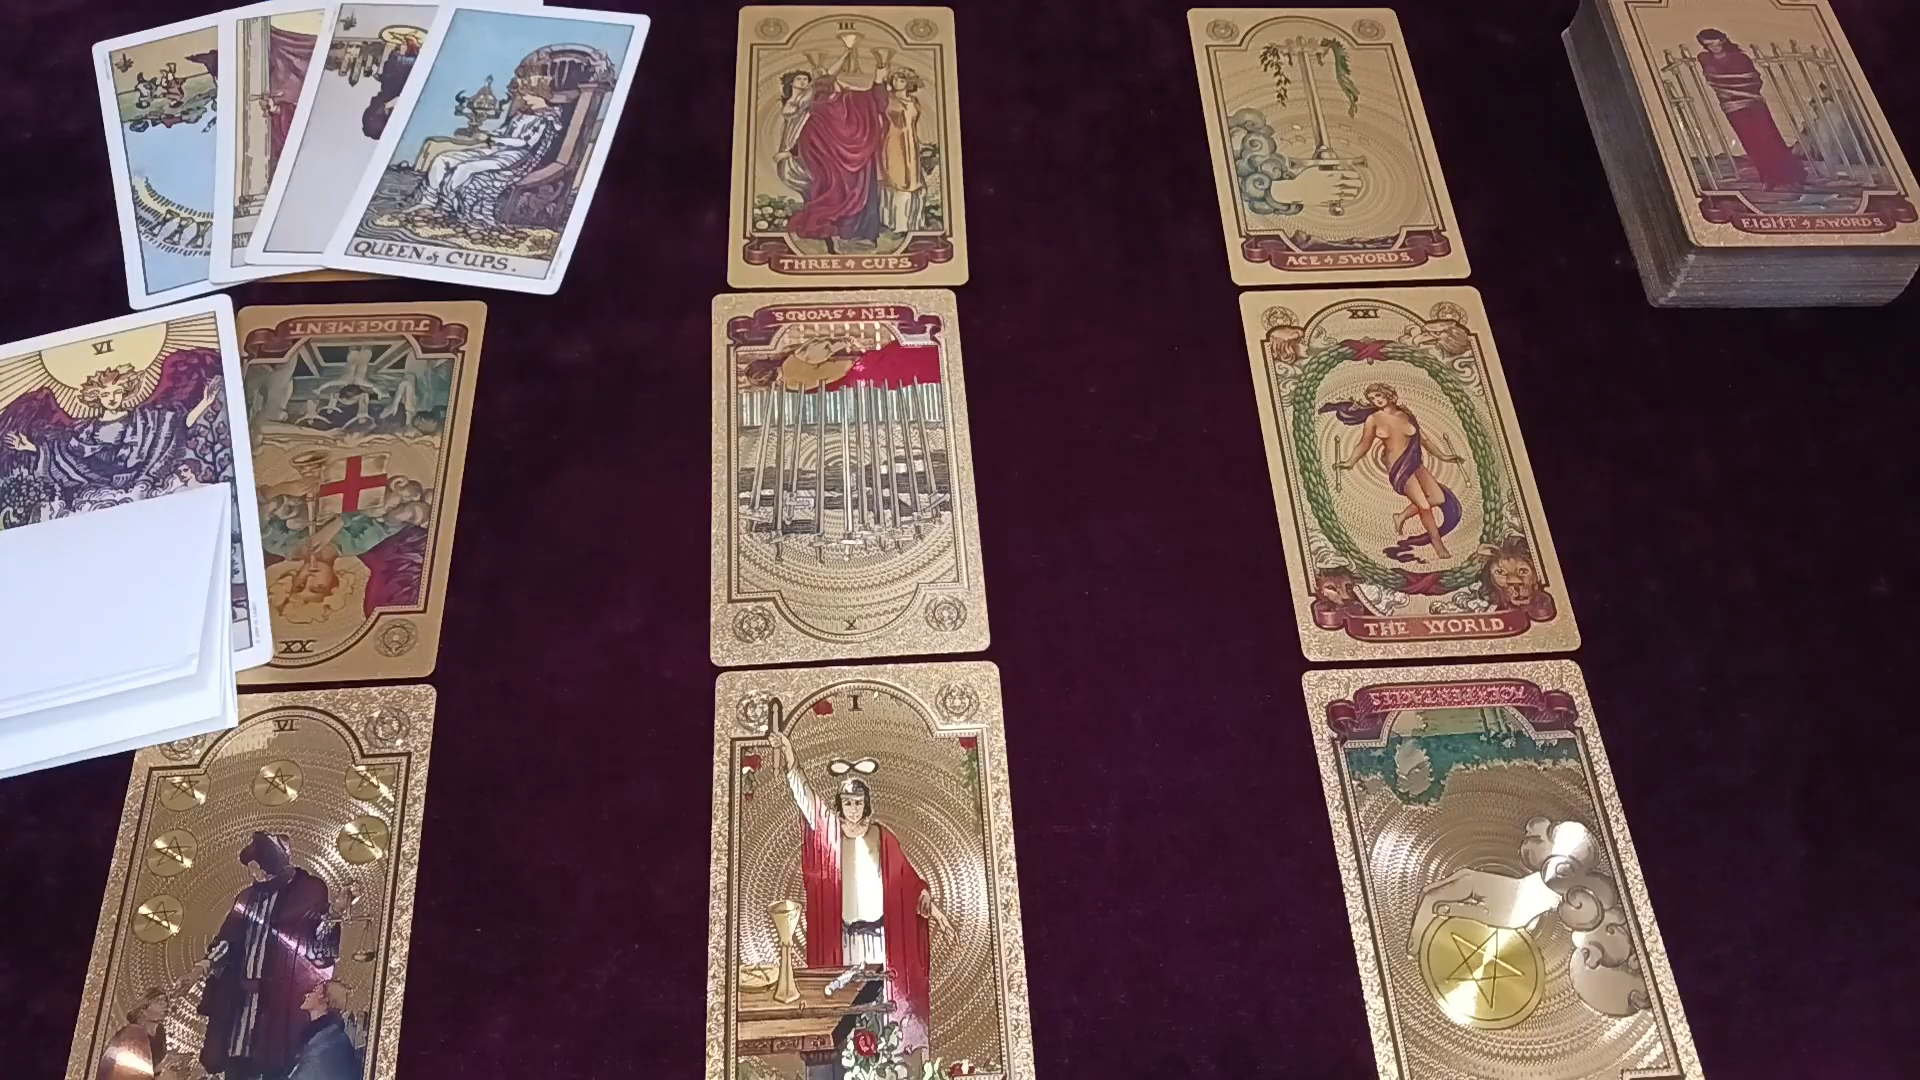 QUEEN of CUPS.
III
THREE of CUPS.
ACE of SWORDS.
EIGHT of SWORDS
VI
JUDGEMENT.
XX
TEN of SWORDS
X
XXI
THE WORLD.
VI
I